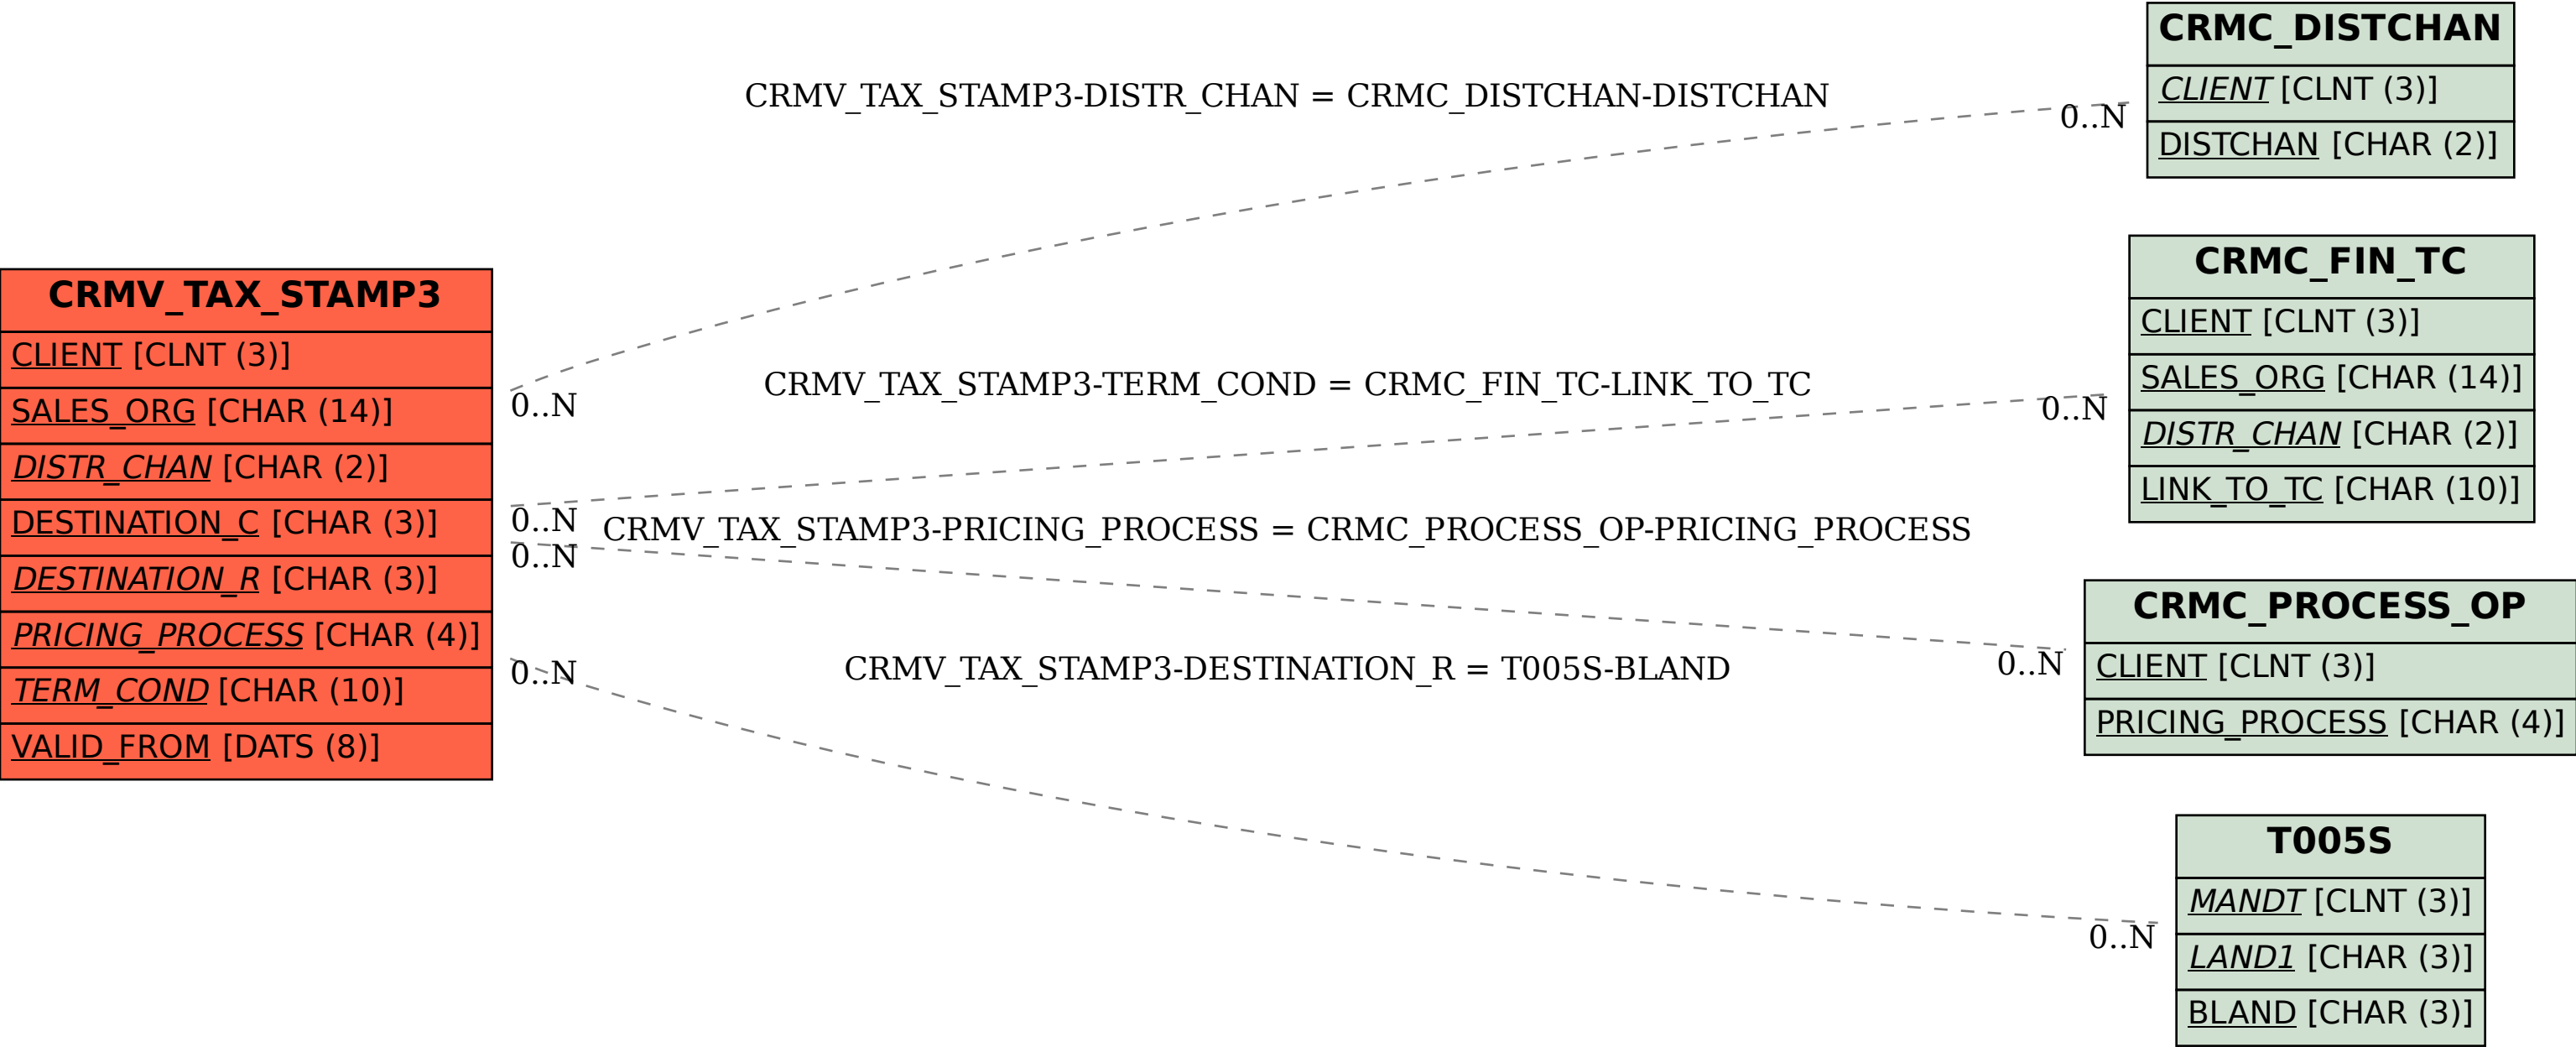 CRMV_TAX_STAMP3
CLIENT [CLNT (3)]
SALES_ORG [CHAR (14)]
DISTR_CHAN [CHAR (2)]
DESTINATION_C [CHAR (3)]
DESTINATION_R [CHAR (3)]
PRICING_PROCESS [CHAR (4)]
TERM_COND [CHAR (10)]
VALID_FROM [DATS (8)]
CRMV_TAX_STAMP3-DISTR_CHAN = CRMC_DISTCHAN-DISTCHAN
0..N
0..N
CRMV_TAX_STAMP3-TERM_COND = CRMC_FIN_TC-LINK_TO_TC
0..N
0..N
CRMV_TAX_STAMP3-PRICING_PROCESS = CRMC_PROCESS_OP-PRICING_PROCESS
0..N
0..N
CRMV_TAX_STAMP3-DESTINATION_R = T005S-BLAND
0..N
0..N
CRMC_DISTCHAN
CLIENT [CLNT (3)]
DISTCHAN [CHAR (2)]
CRMC_FIN_TC
CLIENT [CLNT (3)]
SALES_ORG [CHAR (14)]
DISTR_CHAN [CHAR (2)]
LINK_TO_TC [CHAR (10)]
CRMC_PROCESS_OP
CLIENT [CLNT (3)]
PRICING_PROCESS [CHAR (4)]
T005S
MANDT [CLNT (3)]
LAND1 [CHAR (3)]
BLAND [CHAR (3)]